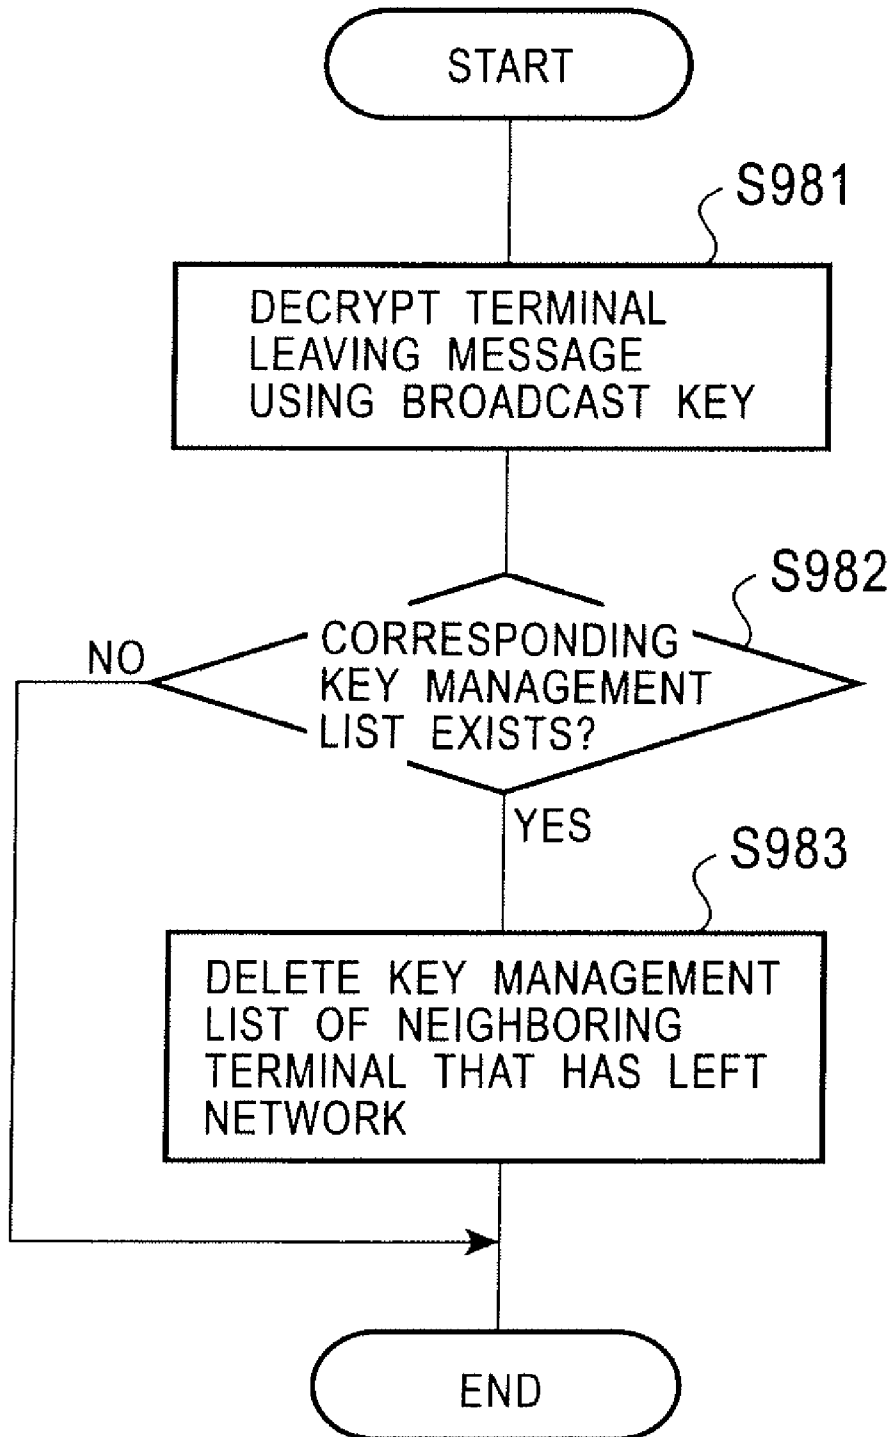 START
S981
DECRYPT TERMINAL
LEAVING MESSAGE
USING BROADCAST KEY
S982
NO
CORRESPONDING
KEY MANAGEMENT
LIST EXISTS?
YES
S983
DELETE KEY MANAGEMENT
LIST OF NEIGHBORING
TERMINAL THAT HAS LEFT
NETWORK
END